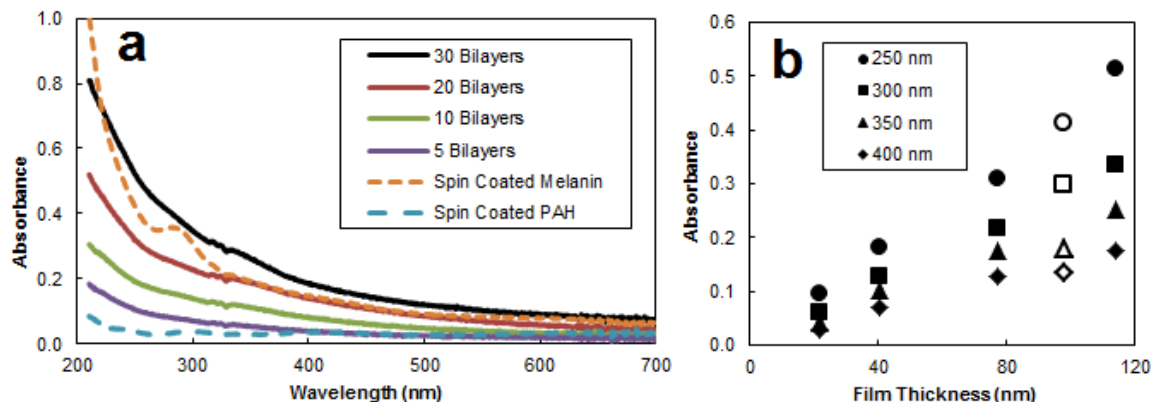 a
1.0
0.8
0.6
0.4
0.2
0.0
Absorbance
200
300
400
500
600
700
Wavelength (nm)
30 Bilayers
20 Bilayers
10 Bilayers
5 Bilayers
Spin Coated Melanin
Spin Coated PAH
b
0.6
0.5
0.4
0.3
0.2
0.1
0.0
Absorbance
0
40
80
120
Film Thickness (nm)
250 nm
300 nm
350 nm
400 nm